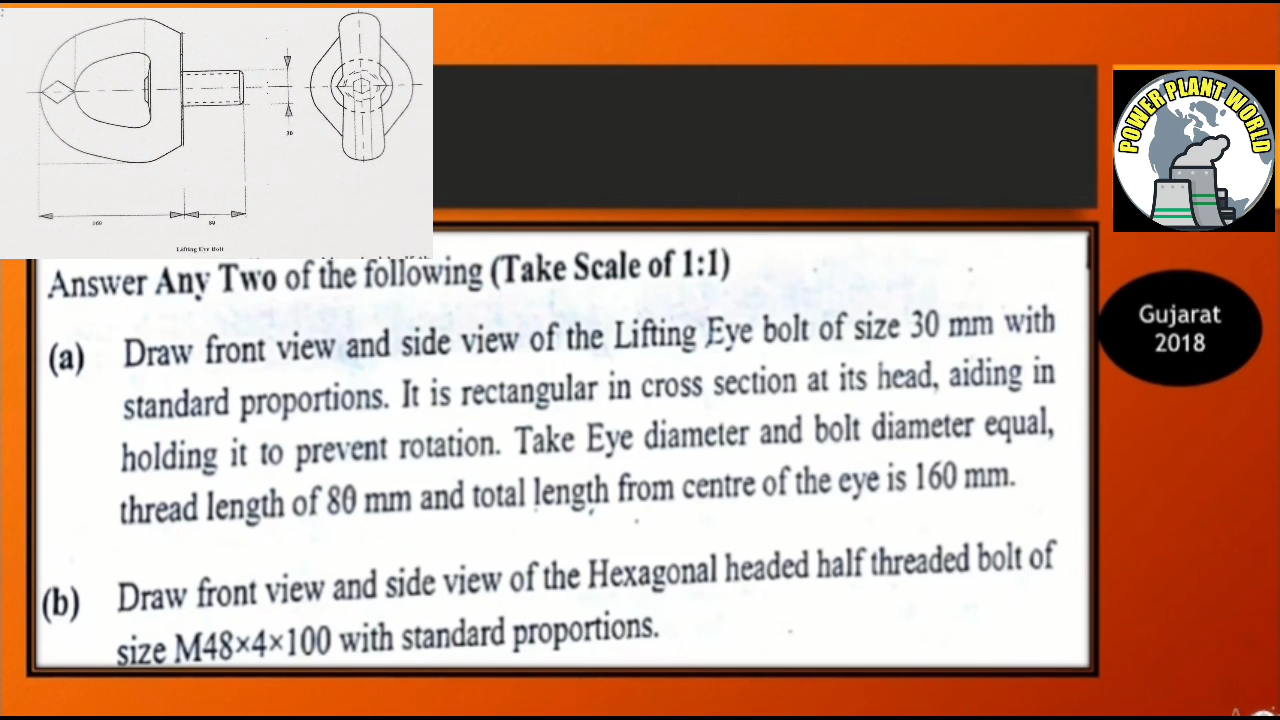 30
160
80
Lifting Eye Bolt
POWER PLANT WORLD
Answer Any Two of the following (Take Scale of 1:1)
(a) Draw front view and side view of the Lifting Eye bolt of size 30 mm with
standard proportions. It is rectangular in cross section at its head, aiding in
holding it to prevent rotation. Take Eye diameter and bolt diameter equal,
thread length of 80 mm and total length from centre of the eye is 160 mm.
(b) Draw front view and side view of the Hexagonal headed half threaded bolt of
size M48×4×100 with standard proportions.
Gujarat
2018